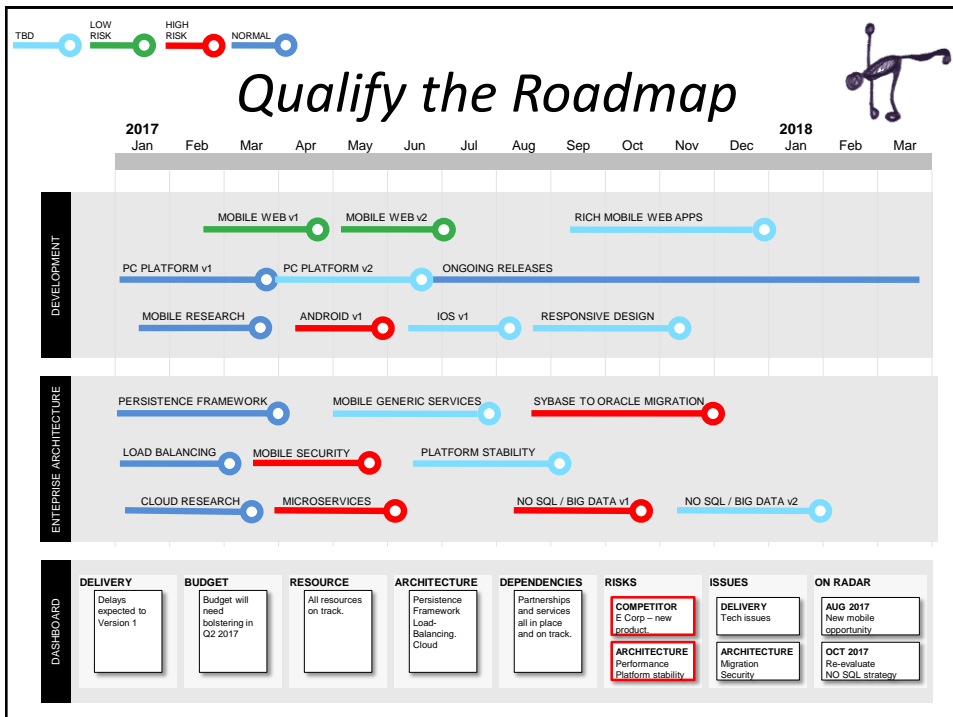 TBD
LOW
RISK
HIGH
RISK
NORMAL
Qualify the Roadmap
2017
2018
Jan Feb Mar Apr May Jun Jul Aug Sep Oct Nov Dec Jan Feb Mar
DEVELOPMENT
MOBILE WEB v1
MOBILE WEB v2
RICH MOBILE WEB APPS
PC PLATFORM v1
PC PLATFORM v2
ONGOING RELEASES
MOBILE RESEARCH
ANDROID v1
IOS v1
RESPONSIVE DESIGN
ENTEPRISE ARCHITECTURE
PERSISTENCE FRAMEWORK
MOBILE GENERIC SERVICES
SYBASE TO ORACLE MIGRATION
LOAD BALANCING
MOBILE SECURITY
PLATFORM STABILITY
CLOUD RESEARCH
MICROSERVICES
NO SQL / BIG DATA v1
NO SQL / BIG DATA v2
DASHBOARD
DELIVERY
Delays
expected to
Version 1
BUDGET
Budget will
need
bolstering in
Q2 2017
RESOURCE
All resources
on track.
ARCHITECTURE
Persistence
Framework
Load-
Balancing.
Cloud
DEPENDENCIES
Partnerships
and services
all in place
and on track.
RISKS
COMPETITOR
E Corp – new
product.
ARCHITECTURE
Performance
Platform stability
ISSUES
DELIVERY
Tech issues
ARCHITECTURE
Migration
Security
ON RADAR
AUG 2017
New mobile
opportunity
OCT 2017
Re-evaluate
NO SQL strategy